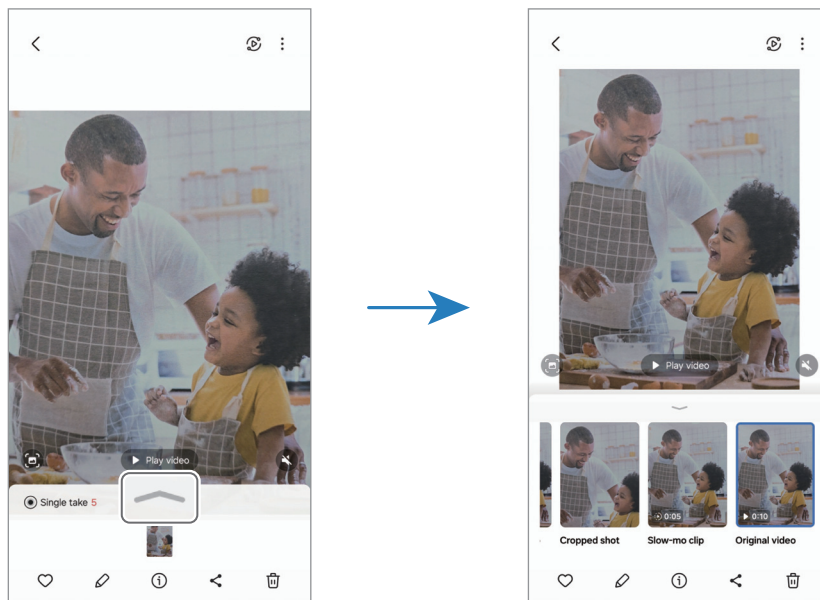 Play video
Single take 5
Play video
0:05
0:10
Cropped shot
Slow-mo clip
Original video